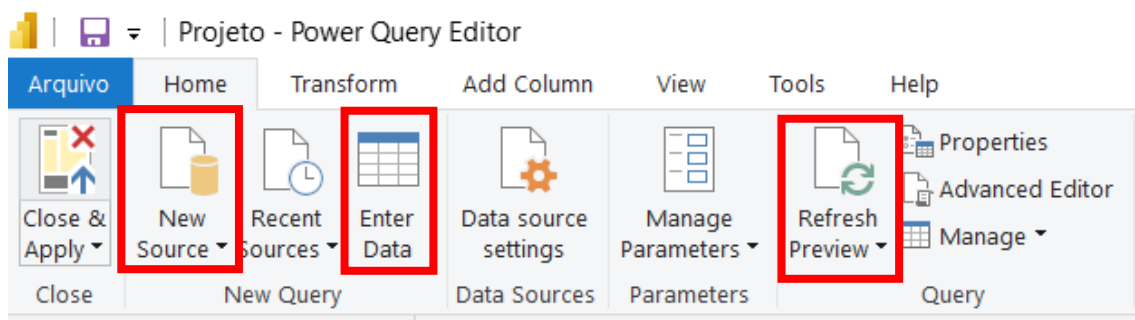 Projeto - Power Query Editor
Arquivo Home Transform Add Column View Tools Help
Close & Apply
New Source
Recent Sources
Enter Data
Data source settings
Manage Parameters
Refresh Preview
Properties
Advanced Editor
Manage
Close New Query Data Sources Parameters Query